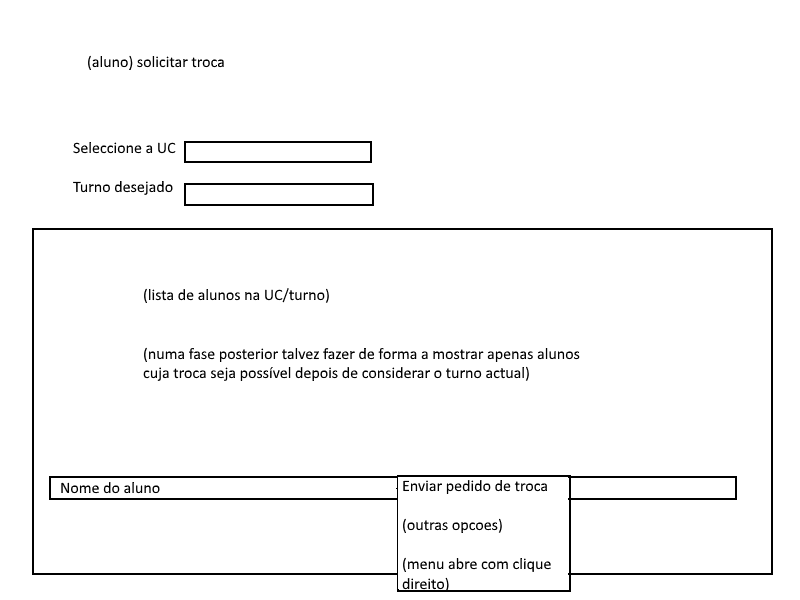 (aluno) solicitar troca
Seleccione a UC
Turno desejado
(lista de alunos na UC/turno)
(numa fase posterior talvez fazer de forma a mostrar apenas alunos
cuja troca seja possível depois de considerar o turno actual)
Nome do aluno
Enviar pedido de troca
(outras opcoes)
(menu abre com clique
direito)